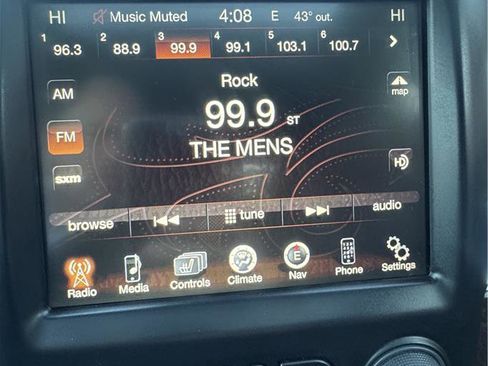 HI Music Muted 4:08 E 43° out. HI
1 96.3 2 88.9 3 99.9 4 99.1 5 103.1 6 100.7
Rock
AM 99.9 ST map
FM THE MENS HD
sxm
browse tune audio
Radio Media Controls Climate E Nav Phone Settings